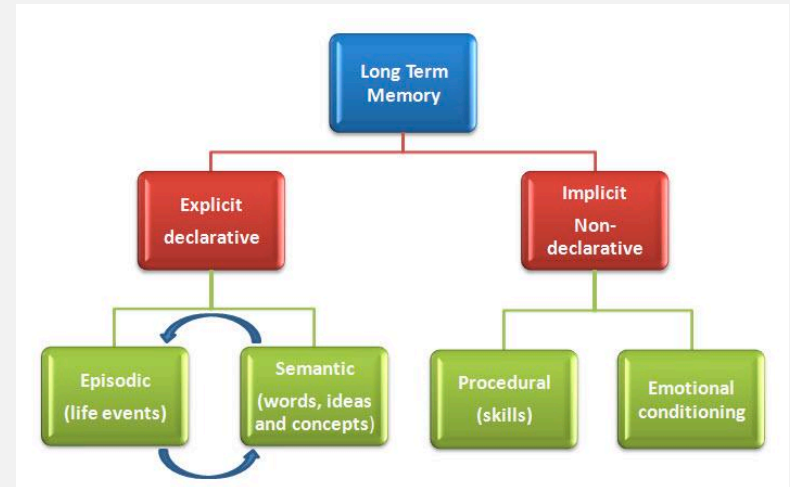 Long Term
Memory
Explicit
declarative
Implicit
Non-
declarative
Episodic
(life events)
Semantic
(words, ideas
and concepts)
Procedural
(skills)
Emotional
conditioning